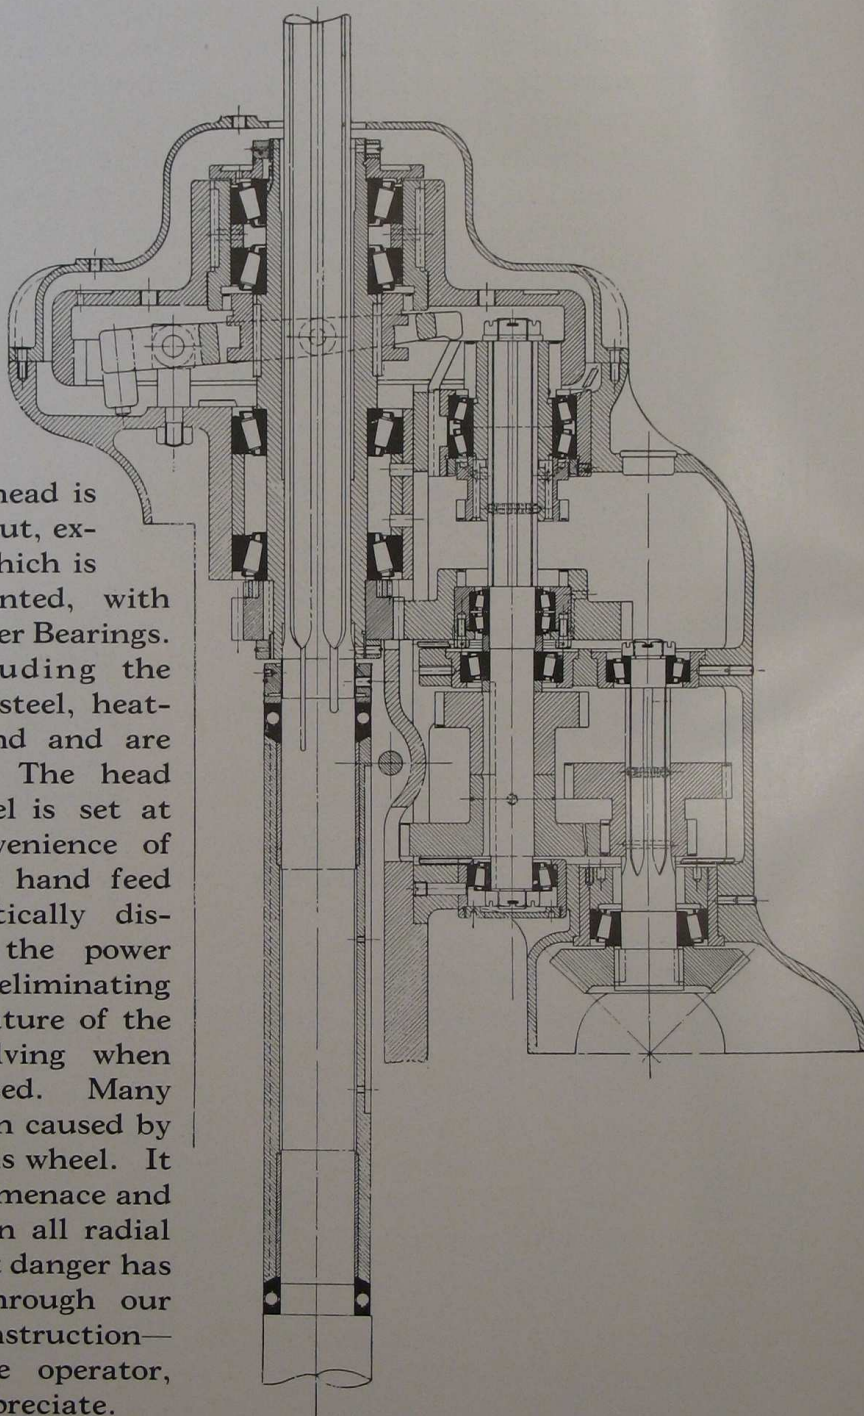 head is
ut, ex-
hich is
nted, with
er Bearings.
uding the
steel, heat-
nd and are
The head
el is set at
venience of
hand feed
tically dis-
the power
eliminating
ture of the
lving when
ed. Many
n caused by
s wheel. It
menace and
n all radial
t danger has
hrough our
nstruction—
e operator,
preciate.